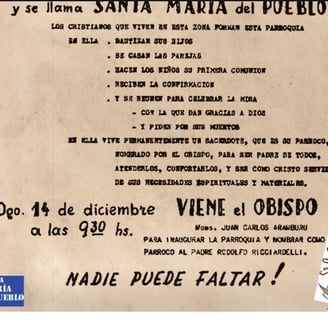 y se llama SANTA MARIA del PUEBLO
LOS CRISTIANOS QUE VIVEN EN ESTA ZONA FORMAN ESTA PARROQUIA
EN ELLA . BAUTIZAN SUS HIJOS
. SE CASAN LAS PAREJAS
. HACEN LOS NIÑOS SU PRIMERA COMUNION
. RECIBEN LA CONFIRMACION
. Y SE REUNEN PARA CELEBRAR LA MISA
- CON LA QUE DAN GRACIAS A DIOS
- Y PIDEN POR SUS MUERTOS
EN ELLA VIVE PERMANENTEMENTE UN SACERDOTE, QUE ES SU PARROCO,
NOMBRADO POR EL OBISPO, PARA SER PADRE DE TODOS,
ATENDERLOS, CONFORTARLOS, Y SER COMO CRISTO SERVI
DE SUS NECESIDADES ESPIRITUALES Y MATERIALES.
Dgo. 14 de diciembre VIENE el OBISPO
a las 9,30 hs. MONS. JUAN CARLOS ARAMBURU
PARA INAUGURAR LA PARROQUIA Y NOMBRAR COMO
PARROCO AL PADRE RODOLFO RICCIARDELLI.
NADIE PUEDE FALTAR!
A
RÍA
UEBLO